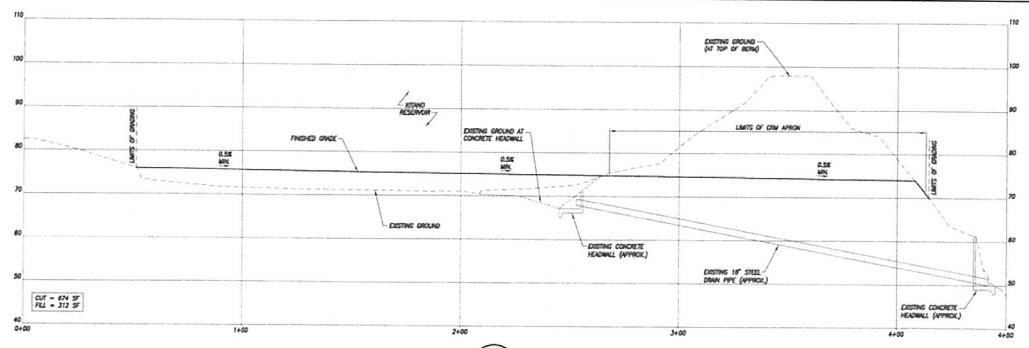 110
100
90
80
70
60
50
40
LIMITS OF GRADING
FINISHED GRADE
0.5%
MIN.
KITANO
RESERVOIR
EXISTING GROUND
EXISTING GROUND AT
CONCRETE HEADWALL
0.5%
MIN.
EXISTING CONCRETE
HEADWALL (APPROX.)
EXISTING GROUND
(AT TOP OF BERM)
LIMITS OF CRM APRON
0.5%
MIN.
EXISTING 18" STEEL
DRAIN PIPE (APPROX.)
LIMITS OF GRADING
EXISTING CONCRETE
HEADWALL (APPROX.)
110
100
90
80
70
60
50
40
CUT = 674 SF
FILL = 312 SF
0+00
1+00
2+00
3+00
4+00
4+50